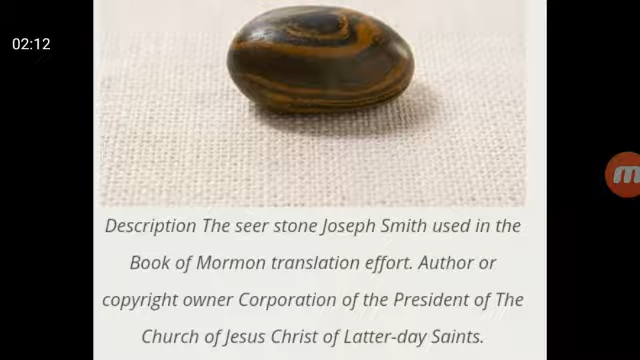 02:12
Description The seer stone Joseph Smith used in the
Book of Mormon translation effort. Author or
copyright owner Corporation of the President of The
Church of Jesus Christ of Latter-day Saints.